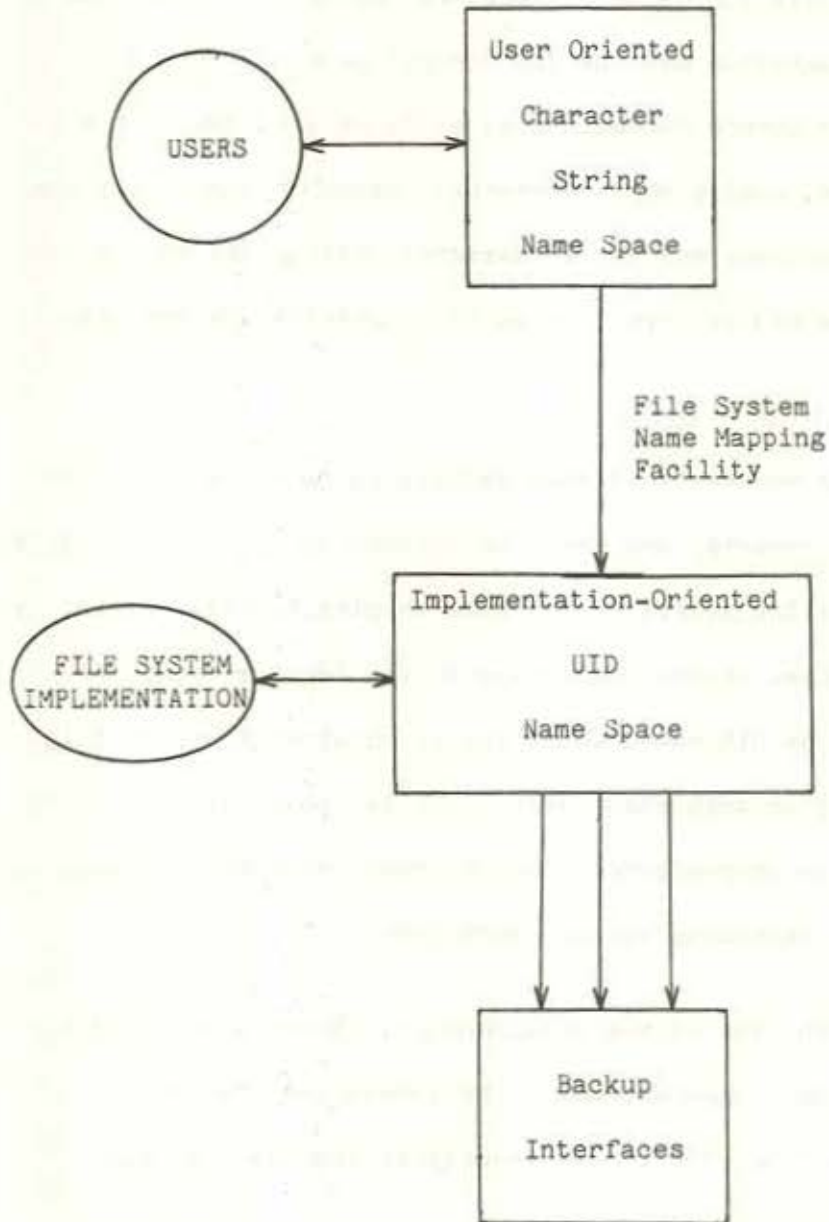 User Oriented
Character
String
Name Space
USERS
File System
Name Mapping
Facility
Implementation-Oriented
UID
Name Space
FILE SYSTEM
IMPLEMENTATION
Backup
Interfaces